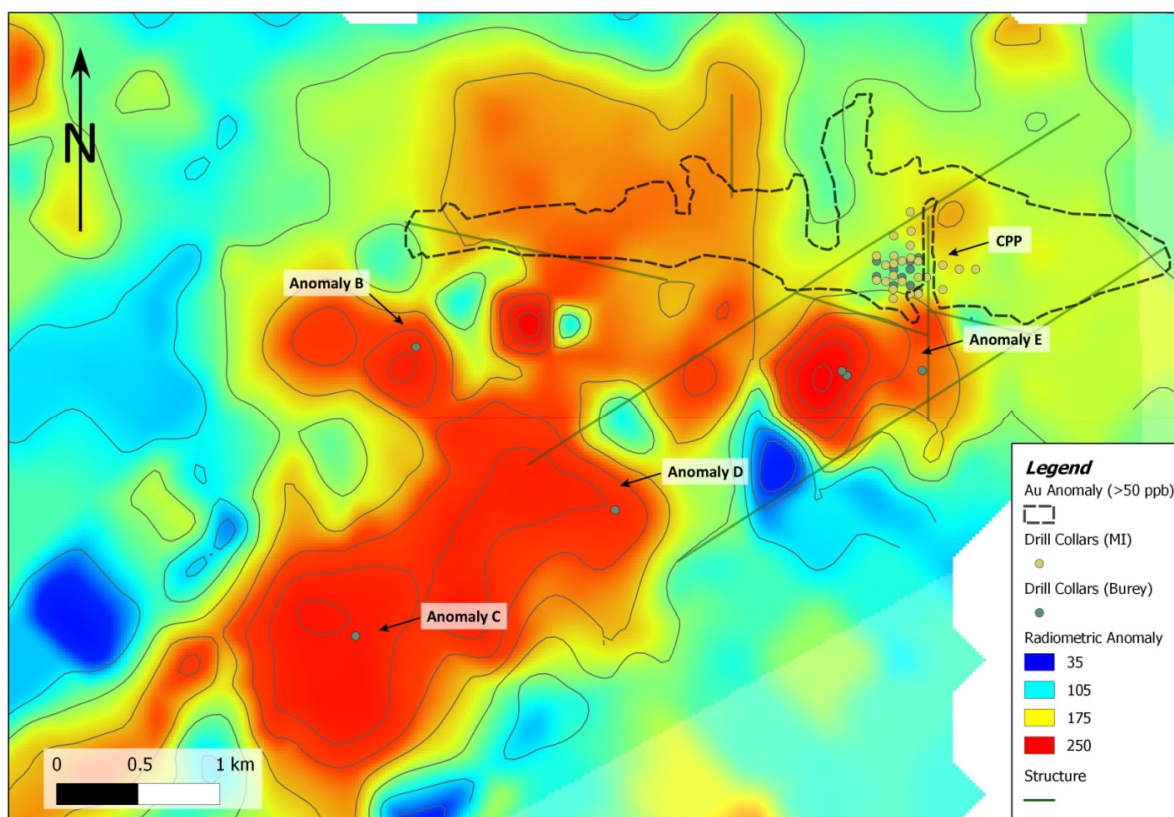 N
CPP
Anomaly B
Anomaly E
Anomaly D
Anomaly C
0 0.5 1 km
Legend
Au Anomaly (>50 ppb)
Drill Collars (MI)
Drill Collars (Burey)
Radiometric Anomaly
35
105
175
250
Structure